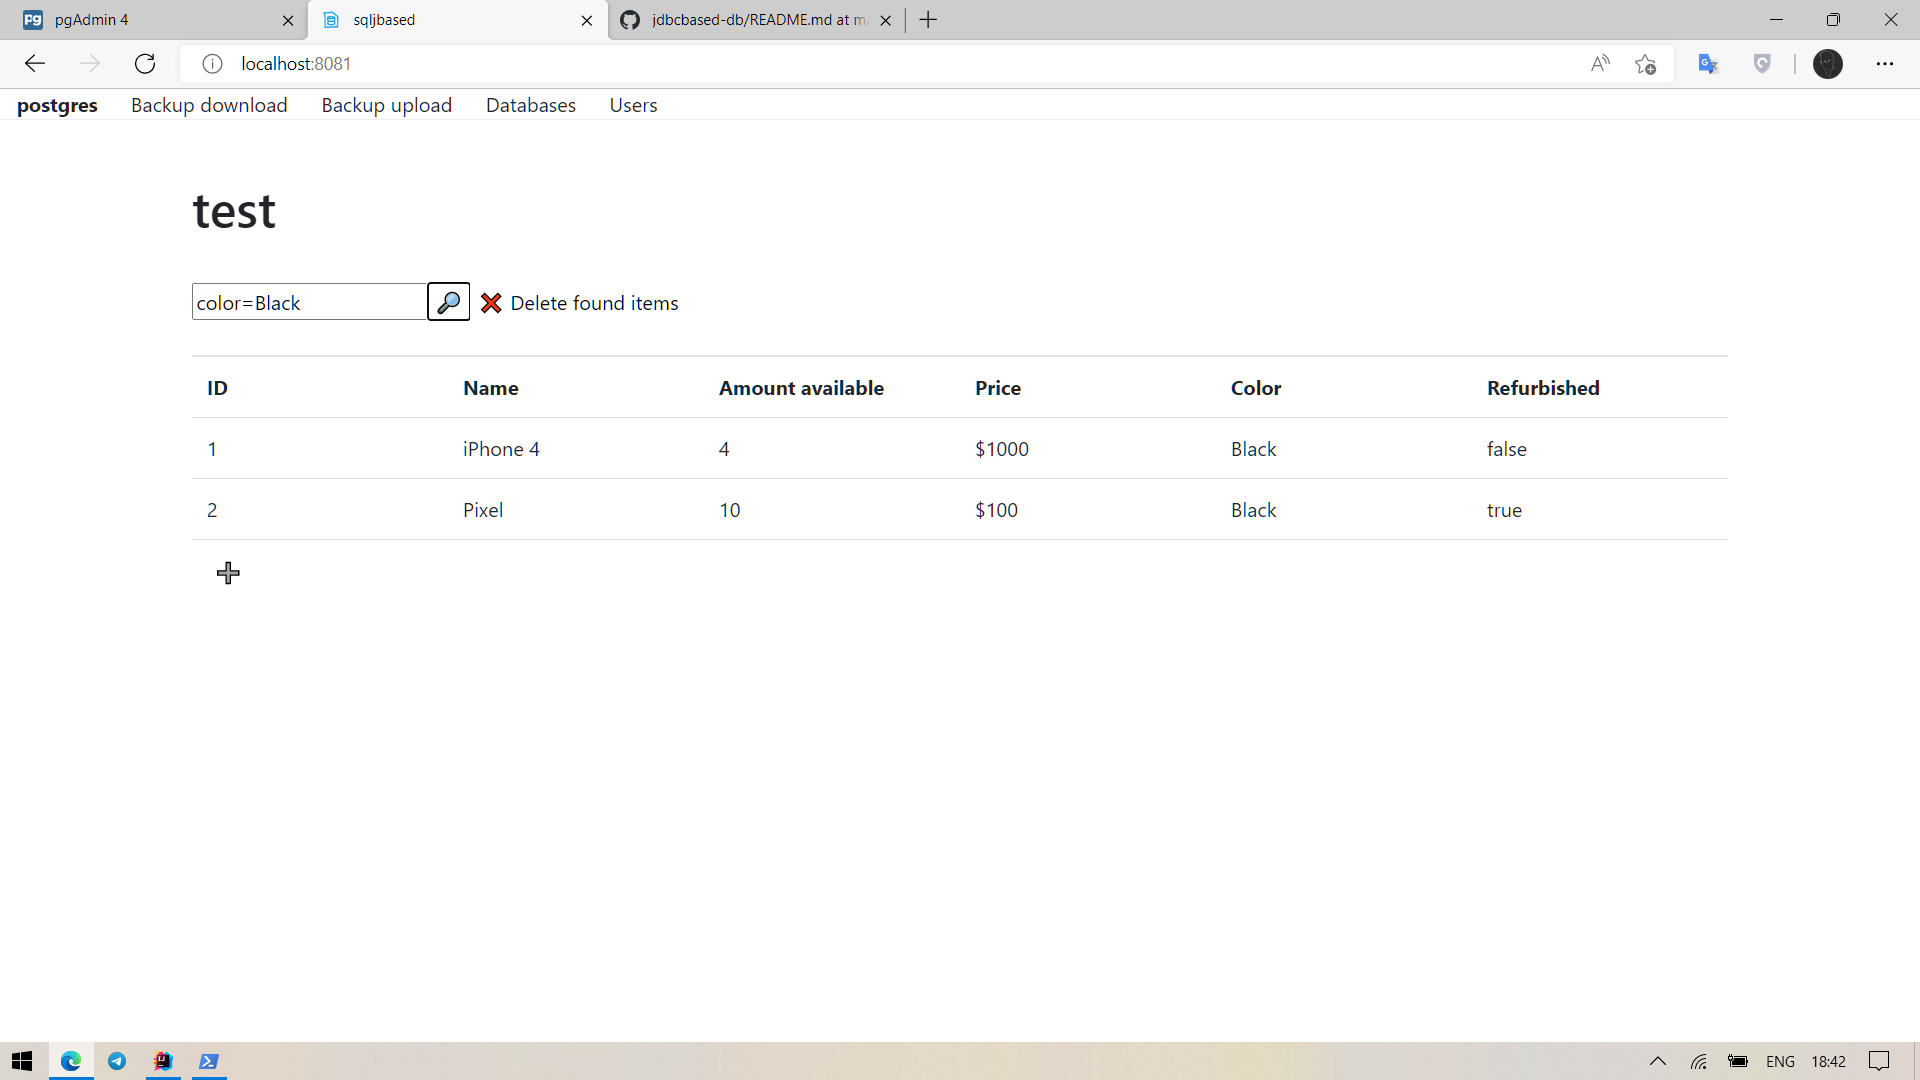 pgAdmin 4
sqljbased
jdbcbased-db/README.md at m
localhost:8081
postgres Backup download Backup upload Databases Users
test
color=Black Delete found items
ID Name Amount available Price Color Refurbished
1 iPhone 4 4 $1000 Black false
2 Pixel 10 $100 Black true
ENG 18:42